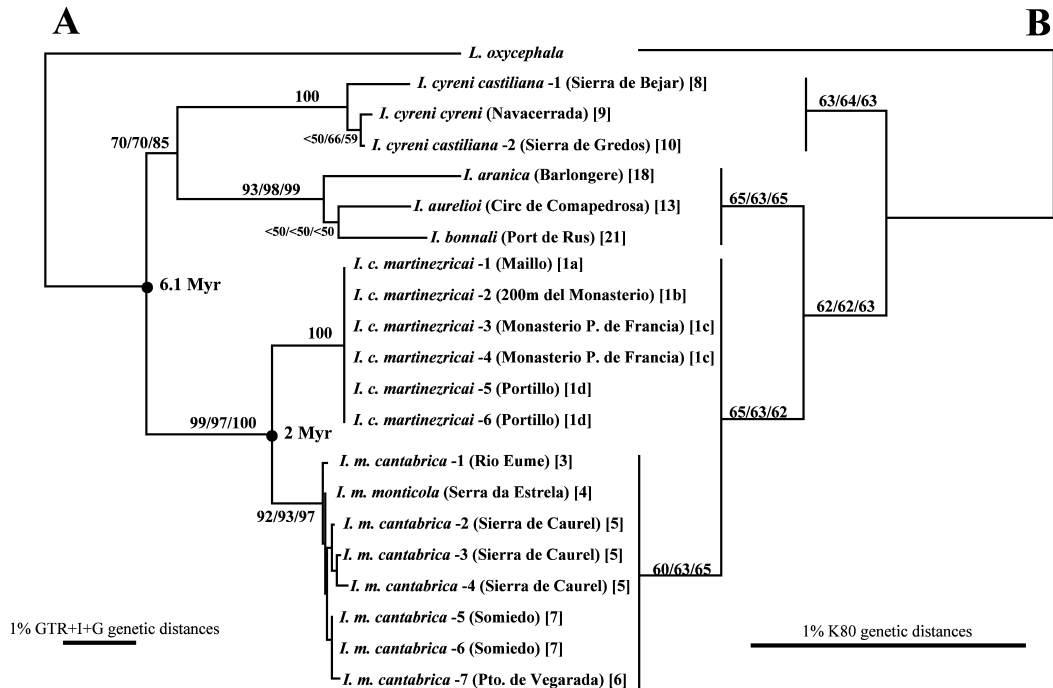 A
B
L. oxycephala
I. cyreni castiliana -1 (Sierra de Bejar) [8]
100
63/64/63
I. cyreni cyreni (Navacerrada) [9]
<50/66/59
70/70/85
I. cyreni castiliana -2 (Sierra de Gredos) [10]
I. aranica (Barlongere) [18]
93/98/99
65/63/65
I. aurelioi (Circ de Comapedrosa) [13]
<50/<50/<50
I. bonnali (Port de Rus) [21]
I. c. martinezricai -1 (Maillo) [1a]
6.1 Myr
I. c. martinezricai -2 (200m del Monasterio) [1b]
62/62/63
I. c. martinezricai -3 (Monasterio P. de Francia) [1c]
100
I. c. martinezricai -4 (Monasterio P. de Francia) [1c]
I. c. martinezricai -5 (Portillo) [1d]
65/63/62
I. c. martinezricai -6 (Portillo) [1d]
99/97/100
2 Myr
I. m. cantabrica -1 (Rio Eume) [3]
I. m. monticola (Serra da Estrela) [4]
92/93/97
I. m. cantabrica -2 (Sierra de Caurel) [5]
I. m. cantabrica -3 (Sierra de Caurel) [5]
60/63/65
I. m. cantabrica -4 (Sierra de Caurel) [5]
I. m. cantabrica -5 (Somiedo) [7]
1% GTR+I+G genetic distances
1% K80 genetic distances
I. m. cantabrica -6 (Somiedo) [7]
I. m. cantabrica -7 (Pto. de Vegarada) [6]